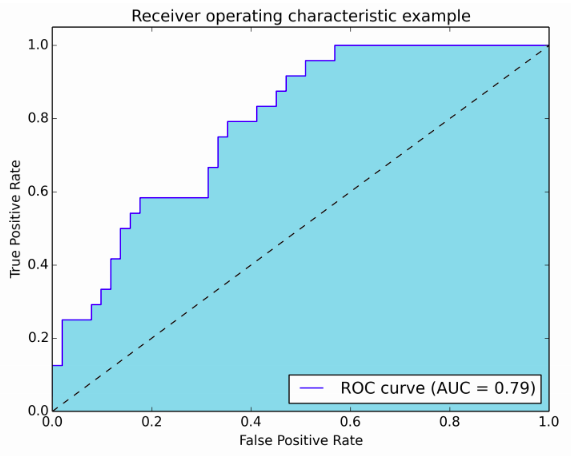 Receiver operating characteristic example
True Positive Rate
1.0
0.8
0.6
0.4
0.2
0.0
ROC curve (AUC = 0.79)
0.0 0.2 0.4 0.6 0.8 1.0
False Positive Rate